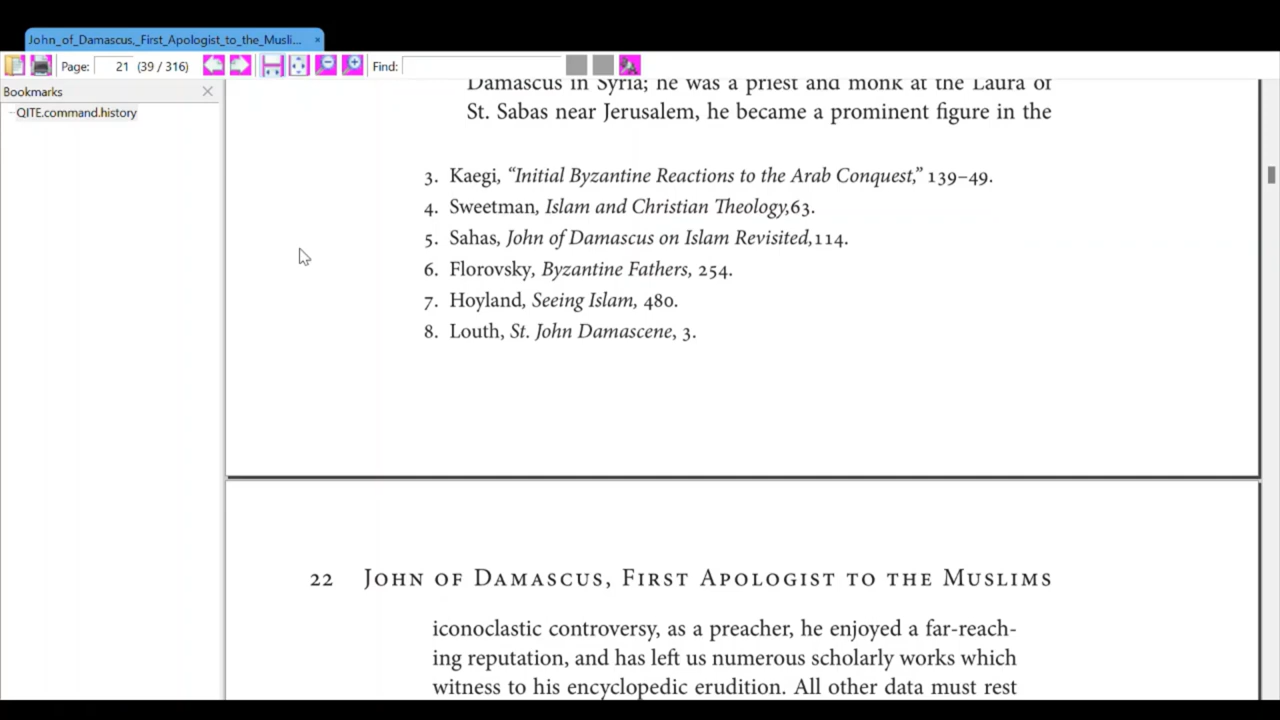 John_of_Damascus,_First_Apologist_to_the_Musli... ×
Page: 21 (39 / 316) Find:
Bookmarks
QITE.command.history
Damascus in Syria; he was a priest and monk at the Laura of
St. Sabas near Jerusalem, he became a prominent figure in the
3. Kaegi, “Initial Byzantine Reactions to the Arab Conquest,” 139–49.
4. Sweetman, Islam and Christian Theology,63.
5. Sahas, John of Damascus on Islam Revisited,114.
6. Florovsky, Byzantine Fathers, 254.
7. Hoyland, Seeing Islam, 480.
8. Louth, St. John Damascene, 3.
22 John of Damascus, First Apologist to the Muslims
iconoclastic controversy, as a preacher, he enjoyed a far-reach-
ing reputation, and has left us numerous scholarly works which
witness to his encyclopedic erudition. All other data must rest